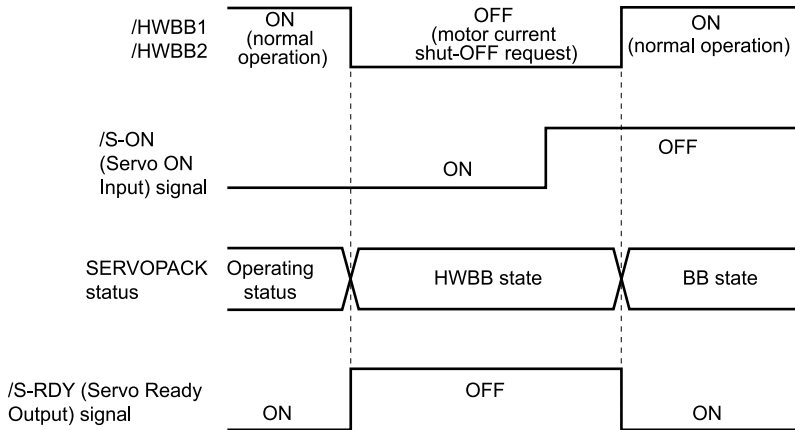 /HWBB1
/HWBB2
ON
(normal
operation)
OFF
(motor current
shut-OFF request)
ON
(normal operation)
/S-ON
(Servo ON
Input) signal
ON
OFF
SERVOPACK
status
Operating
status
HWBB state
BB state
/S-RDY (Servo Ready
Output) signal
ON
OFF
ON